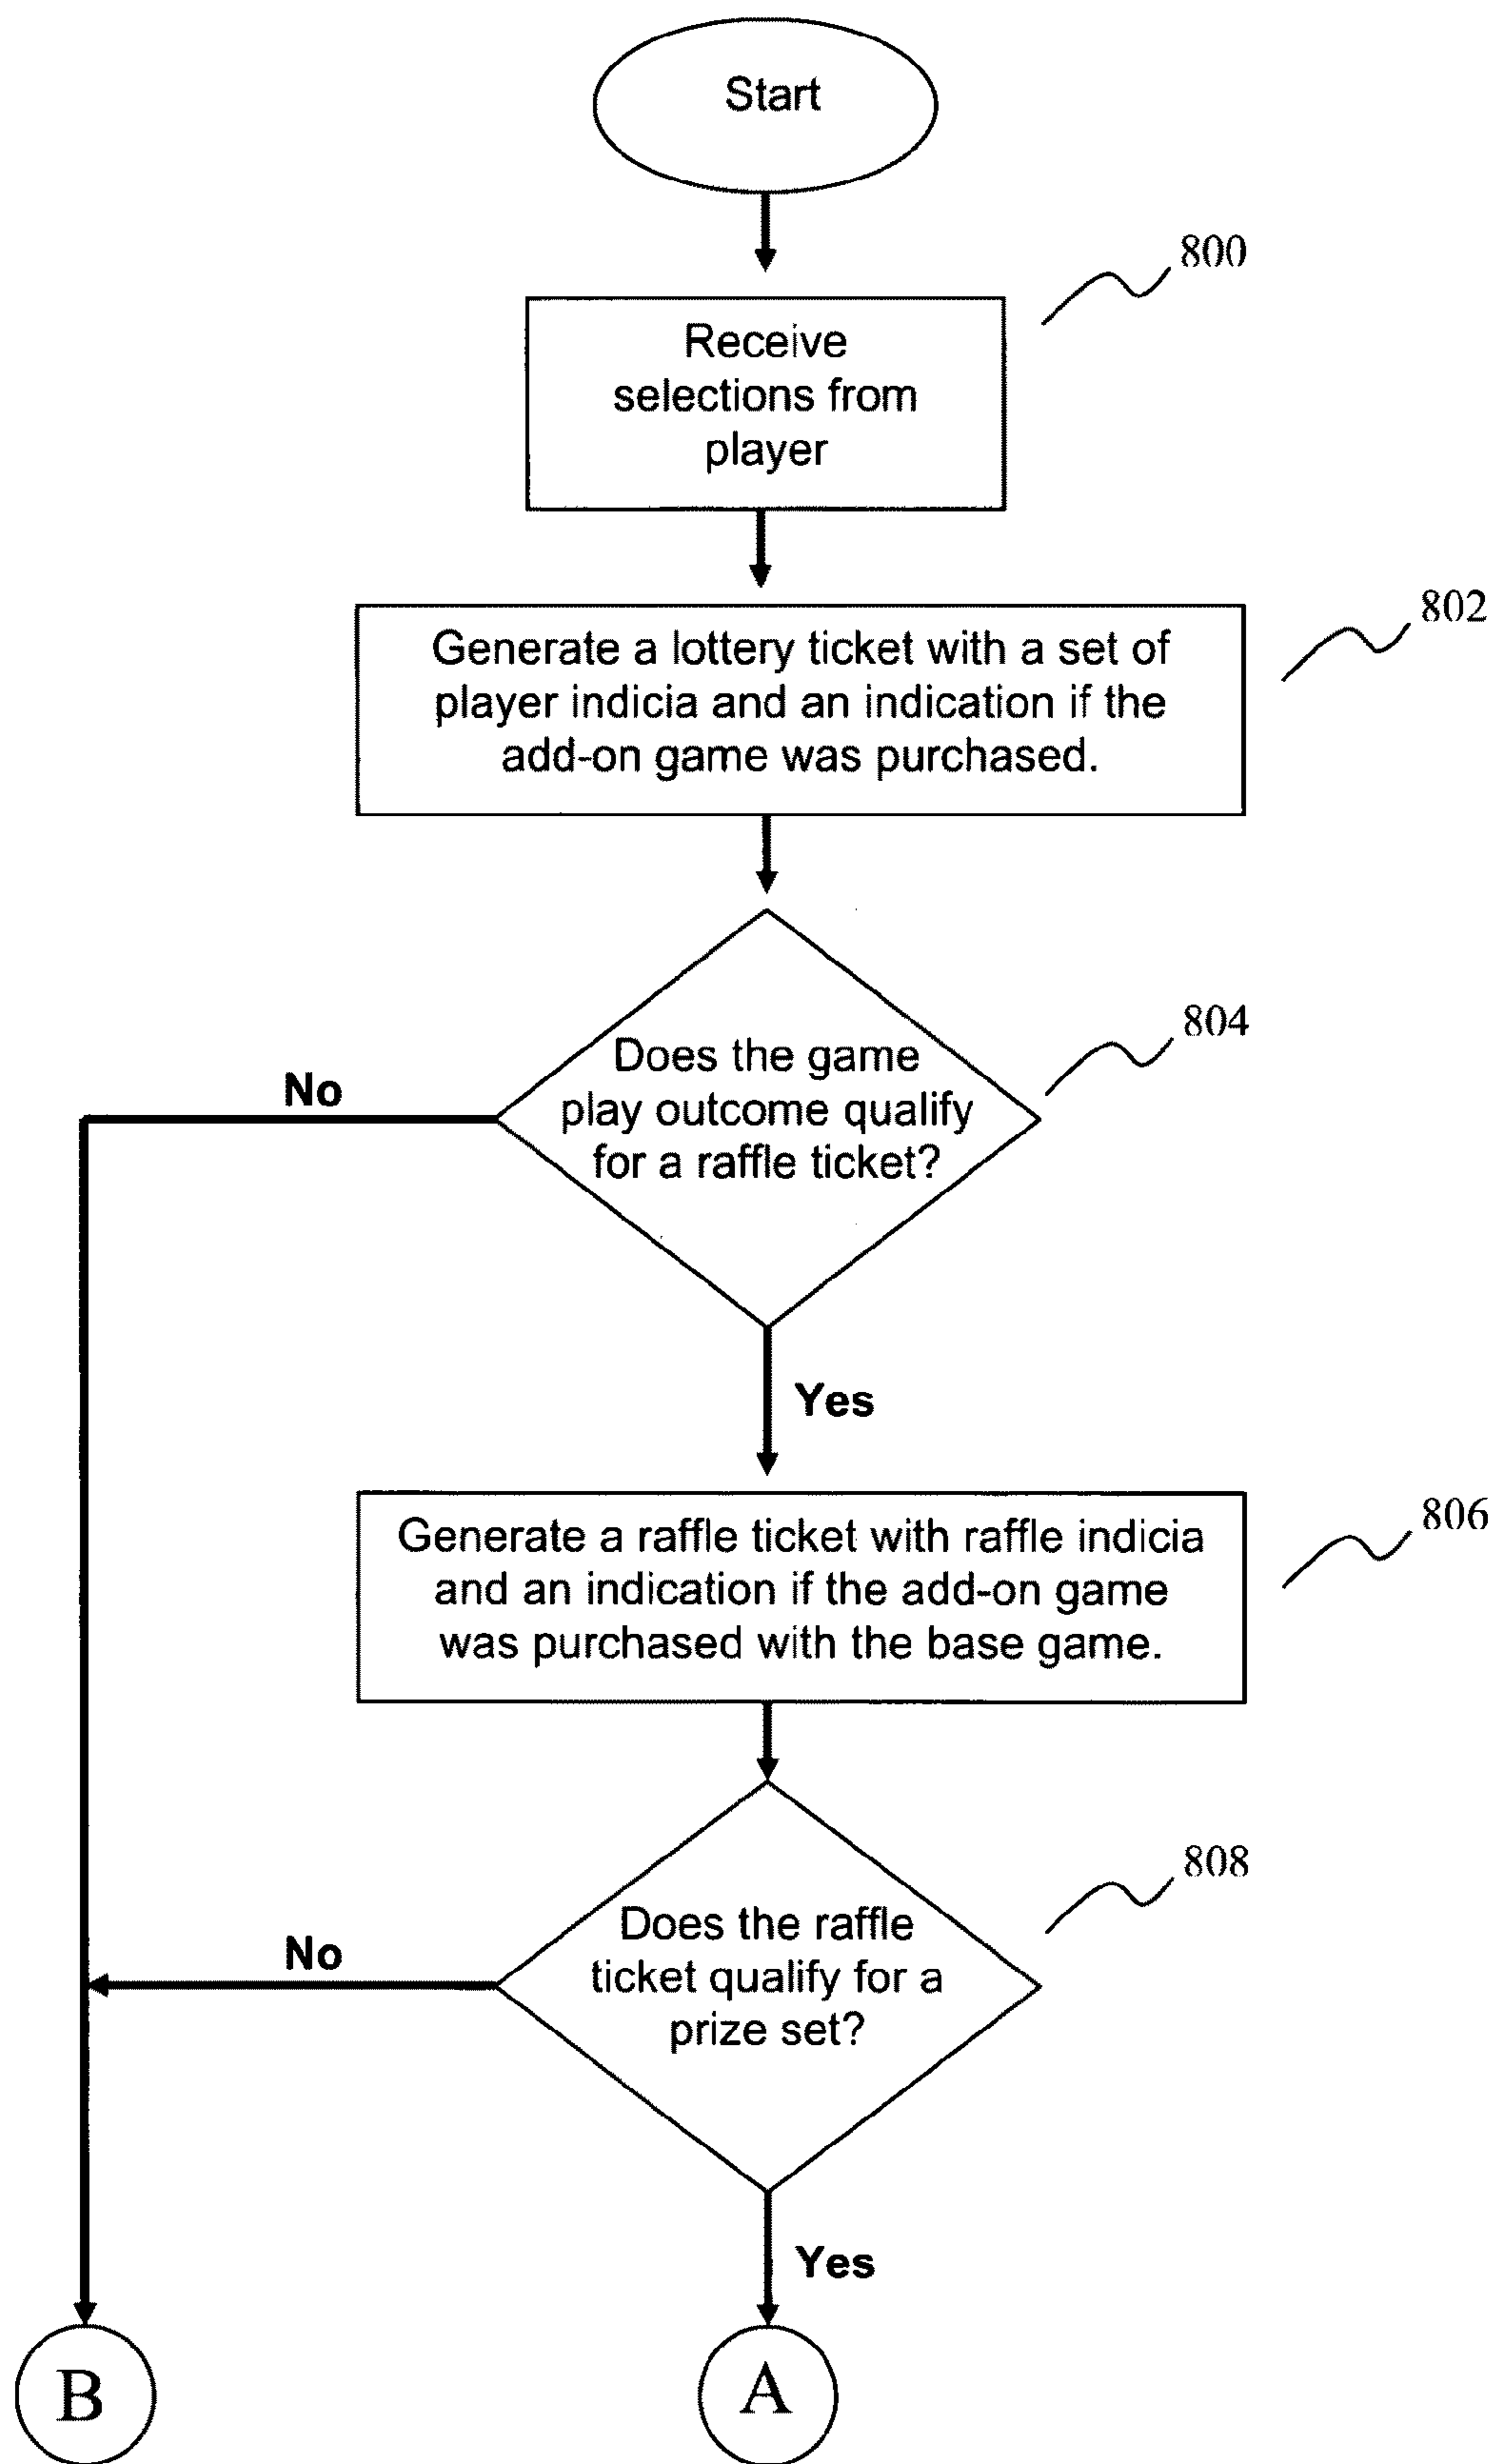 Start
800
Receive
selections from
player
802
Generate a lottery ticket with a set of
player indicia and an indication if the
add-on game was purchased.
804
Does the game
play outcome qualify
for a raffle ticket?
No
Yes
806
Generate a raffle ticket with raffle indicia
and an indication if the add-on game
was purchased with the base game.
808
Does the raffle
ticket qualify for a
prize set?
No
Yes
B
A